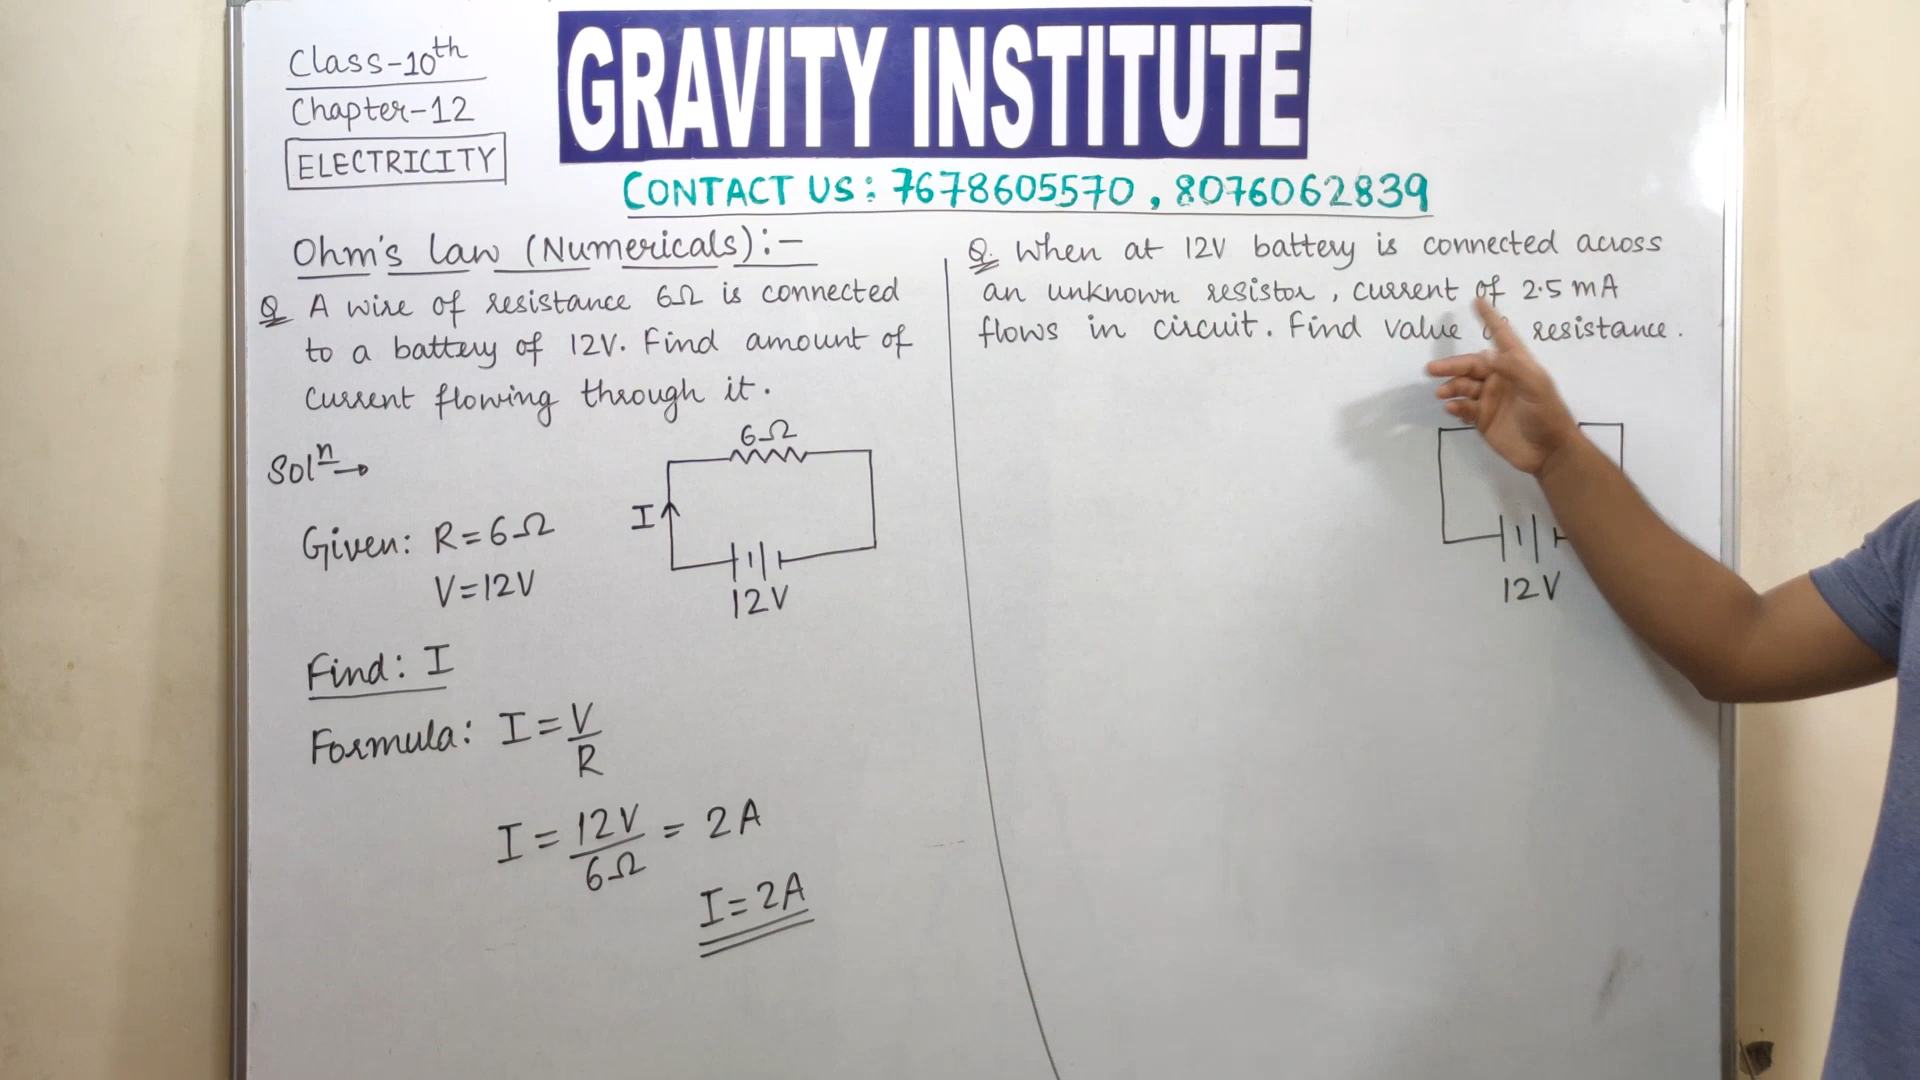 Class-10th
Chapter-12
ELECTRICITY
GRAVITY INSTITUTE
CONTACT US: 7678605570, 8076062839
Ohm's law (Numericals):-
Q A wire of resistance 6Ω is connected
to a battery of 12V. Find amount of
current flowing through it.
Solⁿ→
6Ω
I
12V
Given: R=6Ω
V=12V
Find: I
Formula: I=V/R
I=12V/6Ω = 2A
I=2A
Q. When at 12V battery is connected across
an unknown resistor, current of 2.5 mA
flows in circuit. Find value resistance.
12V